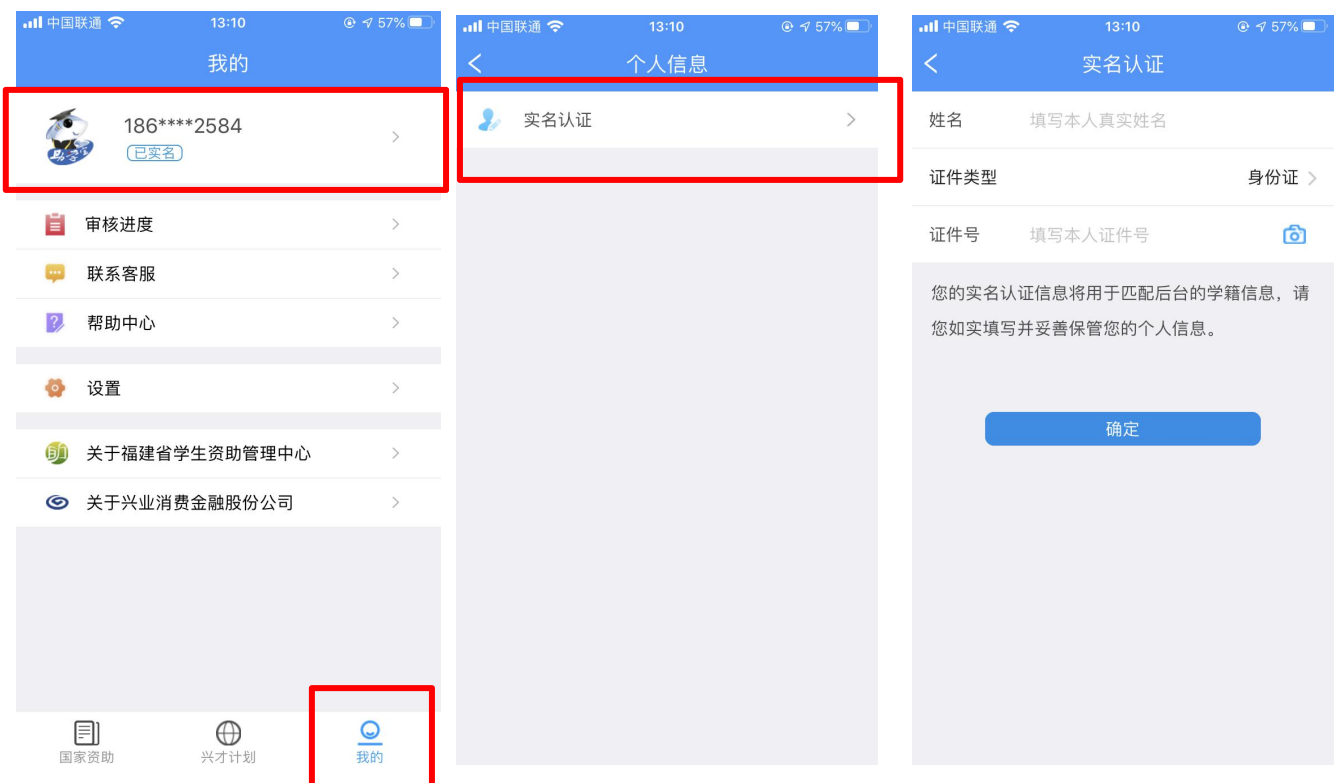 中国联通
13:10
57%
我的
186****2584
已实名
审核进度
联系客服
帮助中心
设置
关于福建省学生资助管理中心
关于兴业消费金融股份公司
国家资助
兴才计划
我的
中国联通
13:10
57%
个人信息
实名认证
中国联通
13:10
57%
实名认证
姓名 填写本人真实姓名
证件类型 身份证
证件号 填写本人证件号
您的实名认证信息将用于匹配后台的学籍信息，请
您如实填写并妥善保管您的个人信息。
确定